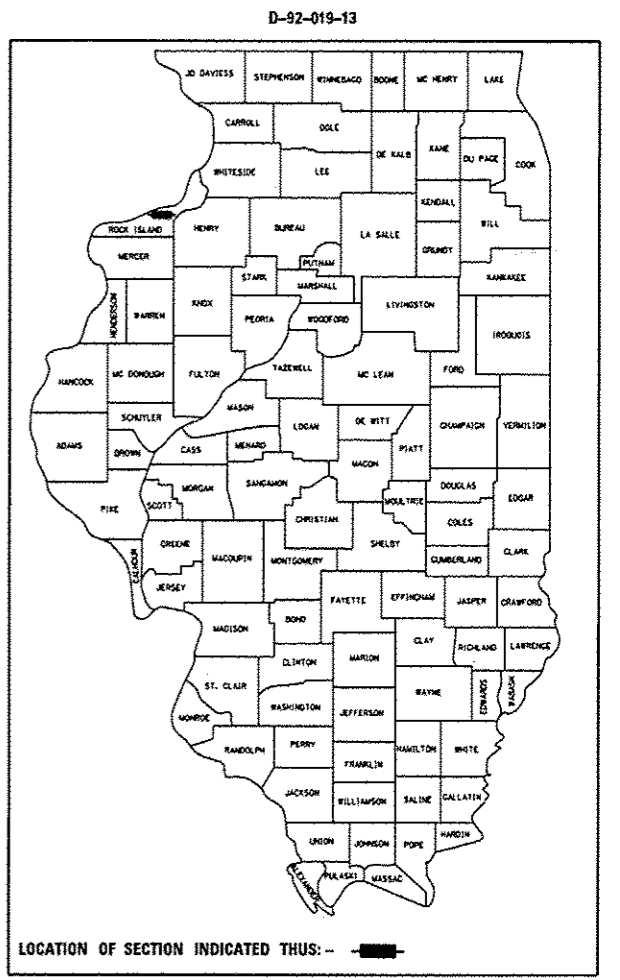 D-92-019-13
JO DAVIESS STEPHENSON WINNEBAGO BOONE MC HENRY LAKE
CARROLL OGLE DE KALB KANE DU PAGE COOK
WHITESIDE LEE KENDALL WILL
ROCK ISLAND HENRY BUREAU LA SALLE GRUNDY
MERCER PUTNAM KANKAKEE
STARK MARSHALL
HENDERSON WARREN KNOX PEORIA WOODFORD LIVINGSTON IROQUOIS
HANCOCK MC DONOUGH FULTON TAZEWELL MC LEAN FORD
MASON
SCHUYLER LOGAN DE WITT CHAMPAIGN VERMILION
ADAMS BROWN CASS MENARD PIATT
MACON
PIKE SCOTT MORGAN SANGAMON MOULTRIE DOUGLAS EDGAR
CHRISTIAN COLES
CALHOUN GREENE MACOUPIN MONTGOMERY SHELBY CUMBERLAND CLARK
JERSEY FAYETTE EFFINGHAM JASPER CRAWFORD
MADISON BOND
CLINTON MARION CLAY RICHLAND LAWRENCE
ST. CLAIR WAYNE EDWARDS WABASH
MONROE WASHINGTON JEFFERSON
RANDOLPH PERRY HAMILTON WHITE
FRANKLIN
JACKSON WILLIAMSON SALINE GALLATIN
UNION JOHNSON POPE HARDIN
ALEXANDER PULASKI MASSAC
LOCATION OF SECTION INDICATED THUS: -